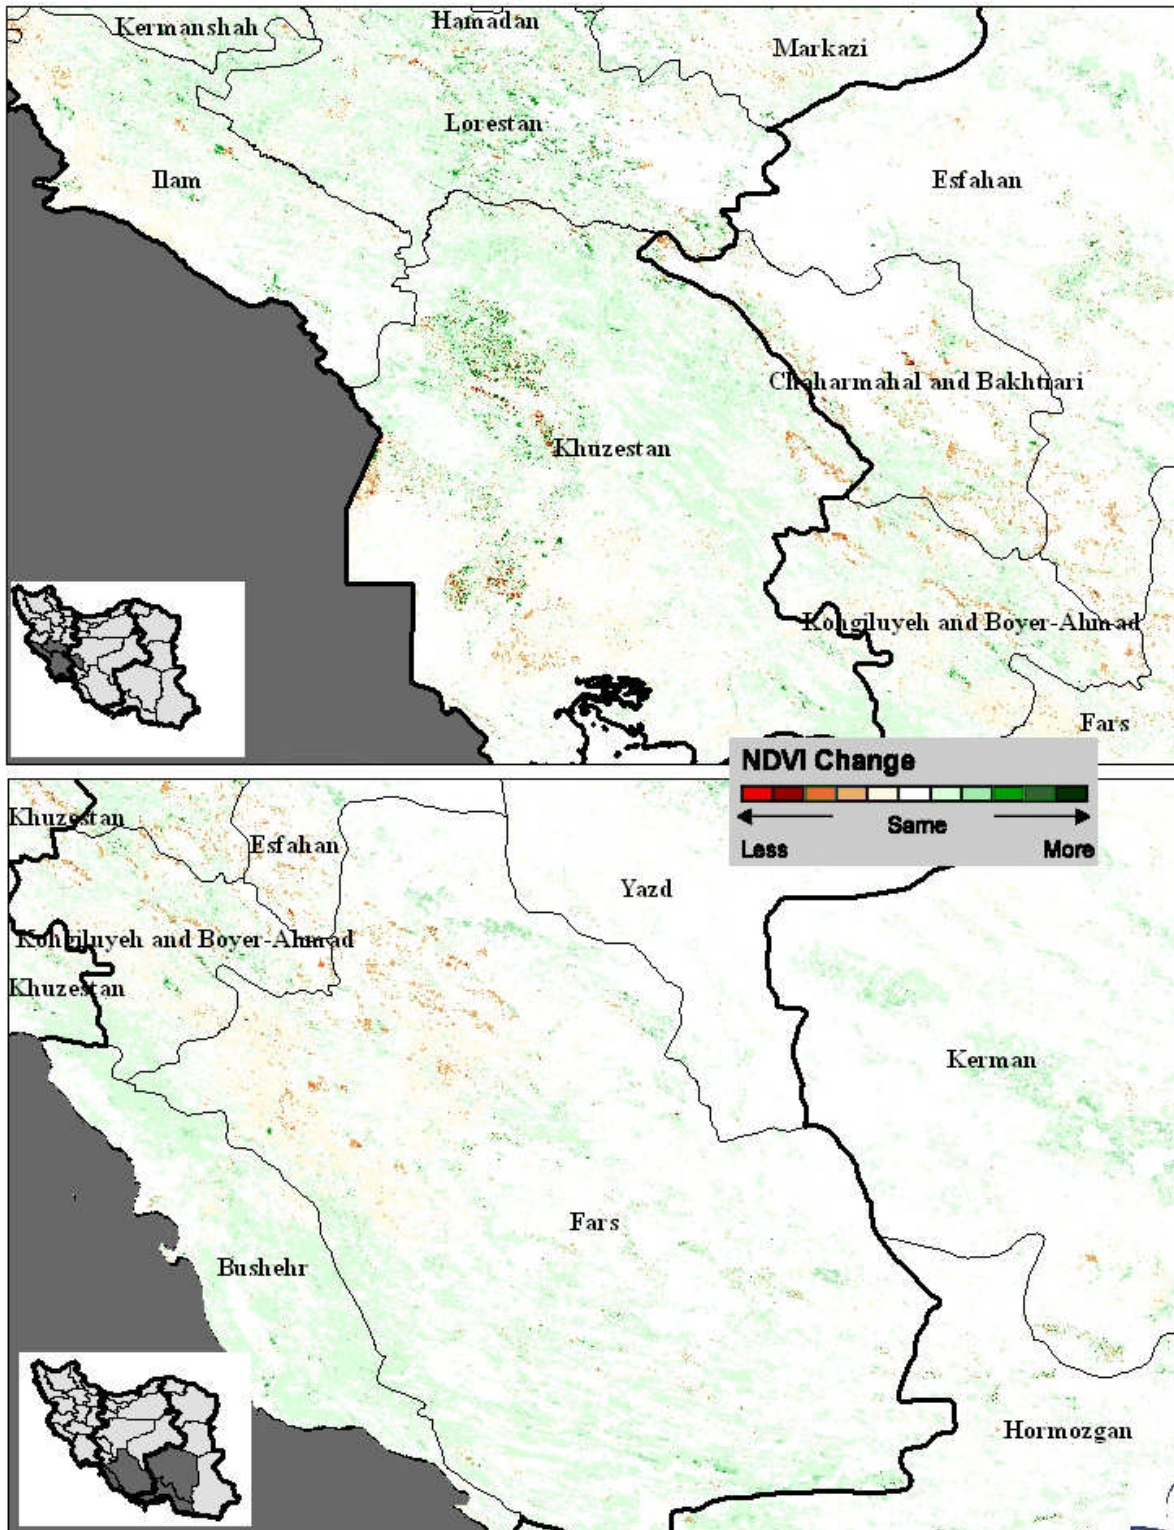 Kermanshah
Hamadan
Markazi
Lorestan
Ilam
Esfahan
Chaharmahal and Bakhtiari
Khuzestan
Kohgiluyeh and Boyer-Ahmad
Fars
NDVI Change
Same
Less
More
Khuzestan
Esfahan
Yazd
Kohgiluyeh and Boyer-Ahmad
Khuzestan
Kerman
Fars
Bushehr
Hormozgan